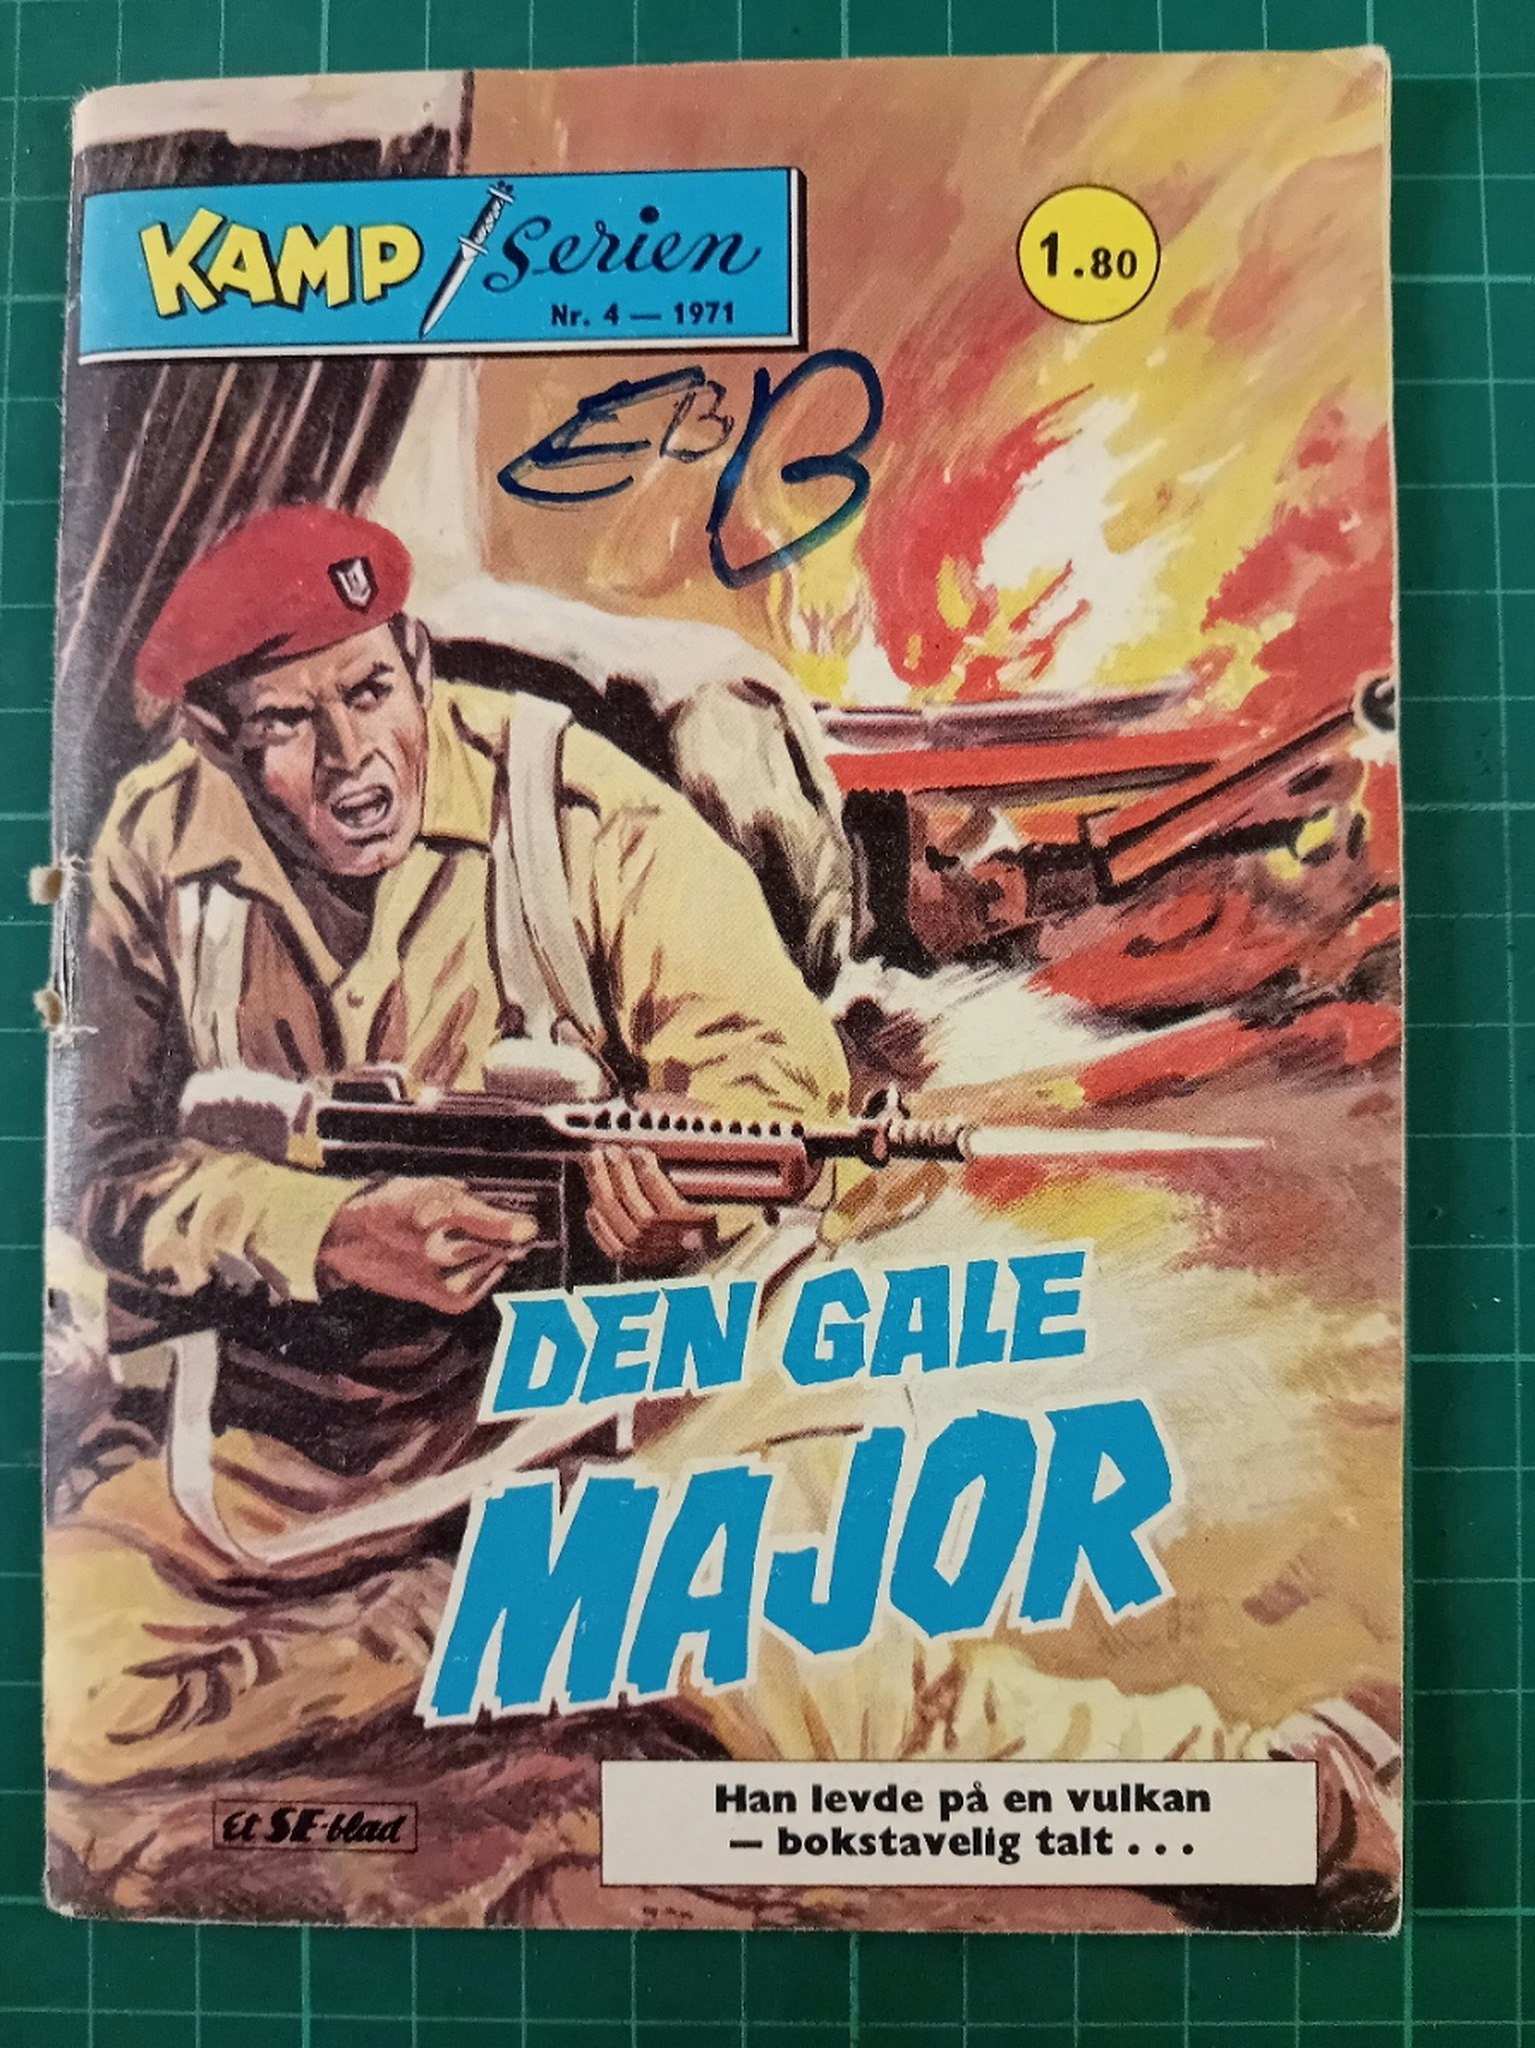 KAMP serien
Nr. 4 — 1971
1.80
EB B
DEN GALE
MAJOR
Han levde på en vulkan
— bokstavelig talt . . .
Et SE-blad